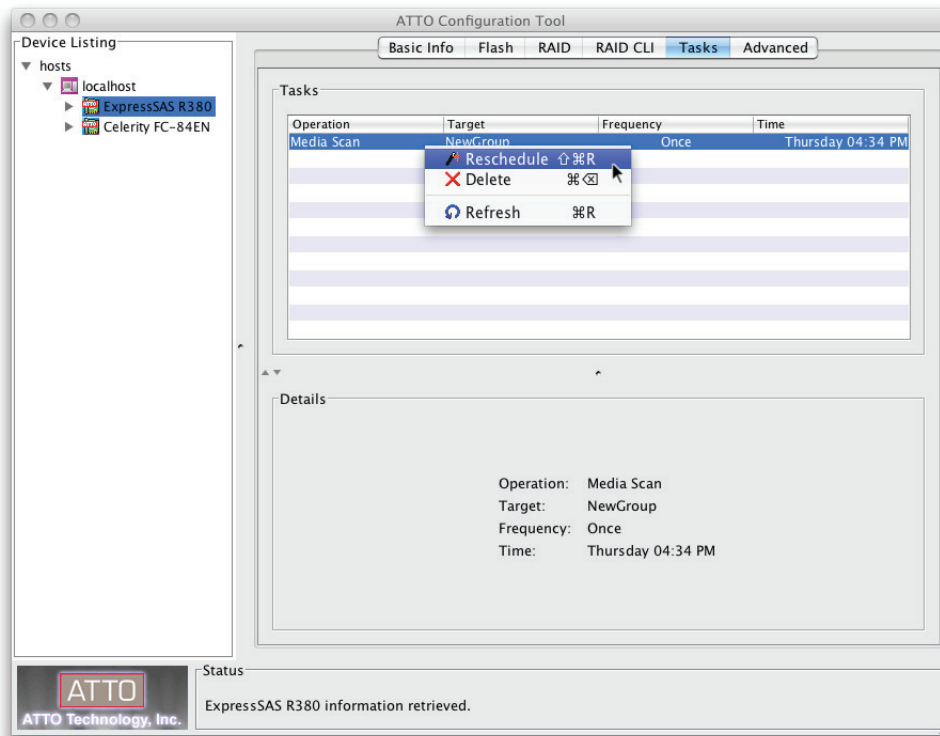 ATTO Configuration Tool
Device Listing
hosts
localhost
ExpressSAS R380
Celerity FC-84EN
Basic Info Flash RAID RAID CLI Tasks Advanced
Tasks
Operation Target Frequency Time
Media Scan NewGroup Once Thursday 04:34 PM
Reschedule ⇧⌘R
Delete ⌘⌫
Refresh ⌘R
Details
Operation: Media Scan
Target: NewGroup
Frequency: Once
Time: Thursday 04:34 PM
ATTO
ATTO Technology, Inc.
Status
ExpressSAS R380 information retrieved.